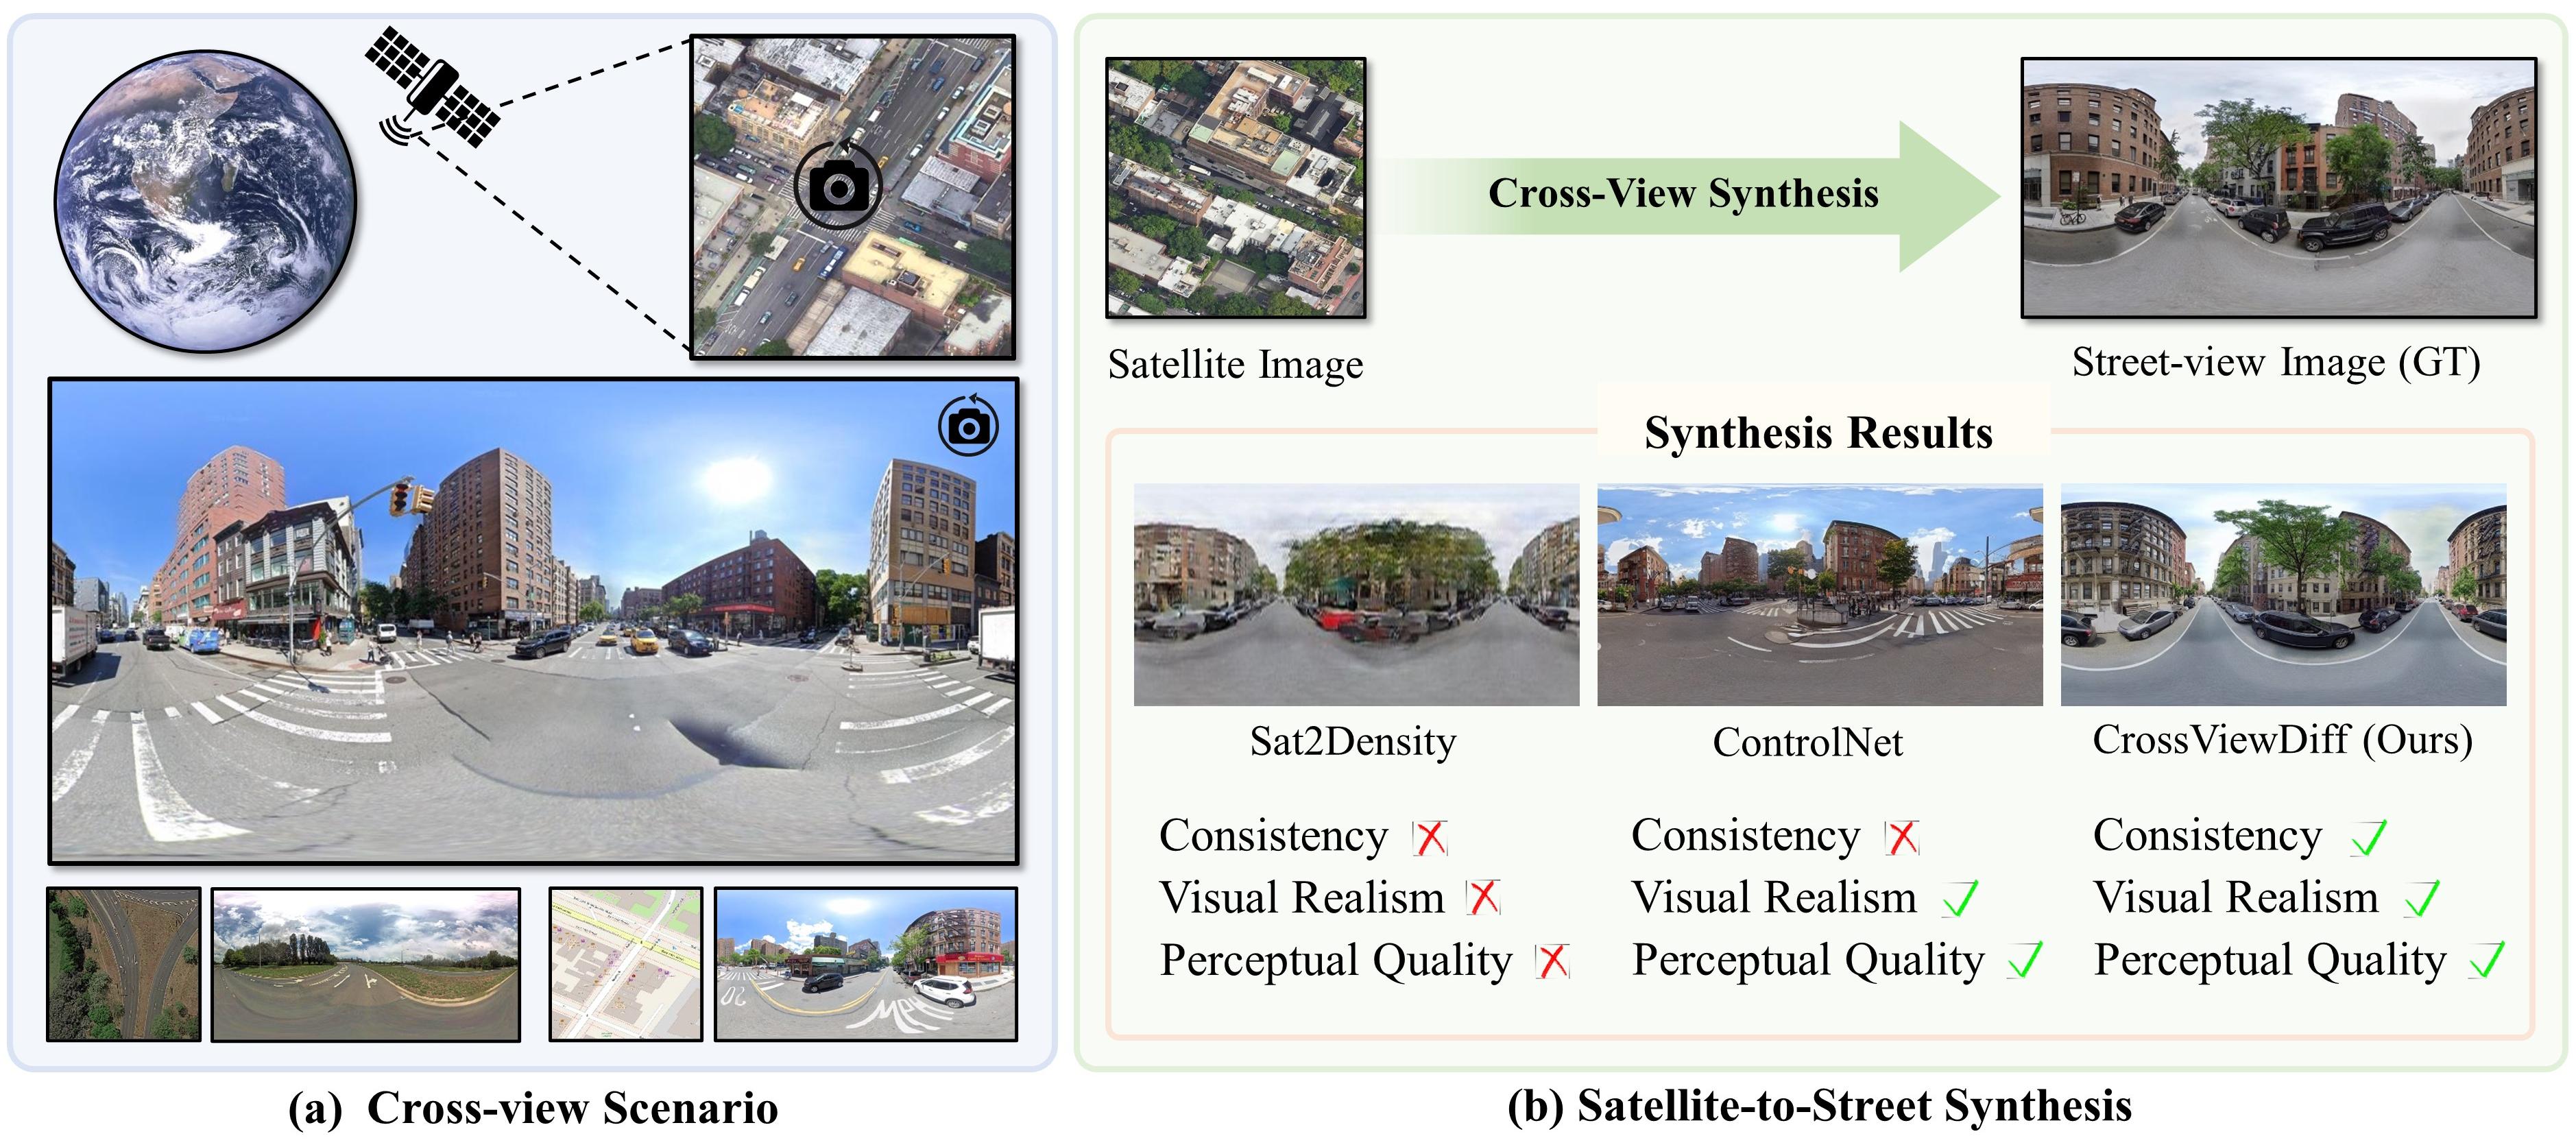 Cross-View Synthesis
Satellite Image
Street-view Image (GT)
Synthesis Results
Sat2Density
ControlNet
CrossViewDiff (Ours)
Consistency
Visual Realism
Perceptual Quality
Consistency
Visual Realism
Perceptual Quality
Consistency
Visual Realism
Perceptual Quality
(a) Cross-view Scenario
(b) Satellite-to-Street Synthesis